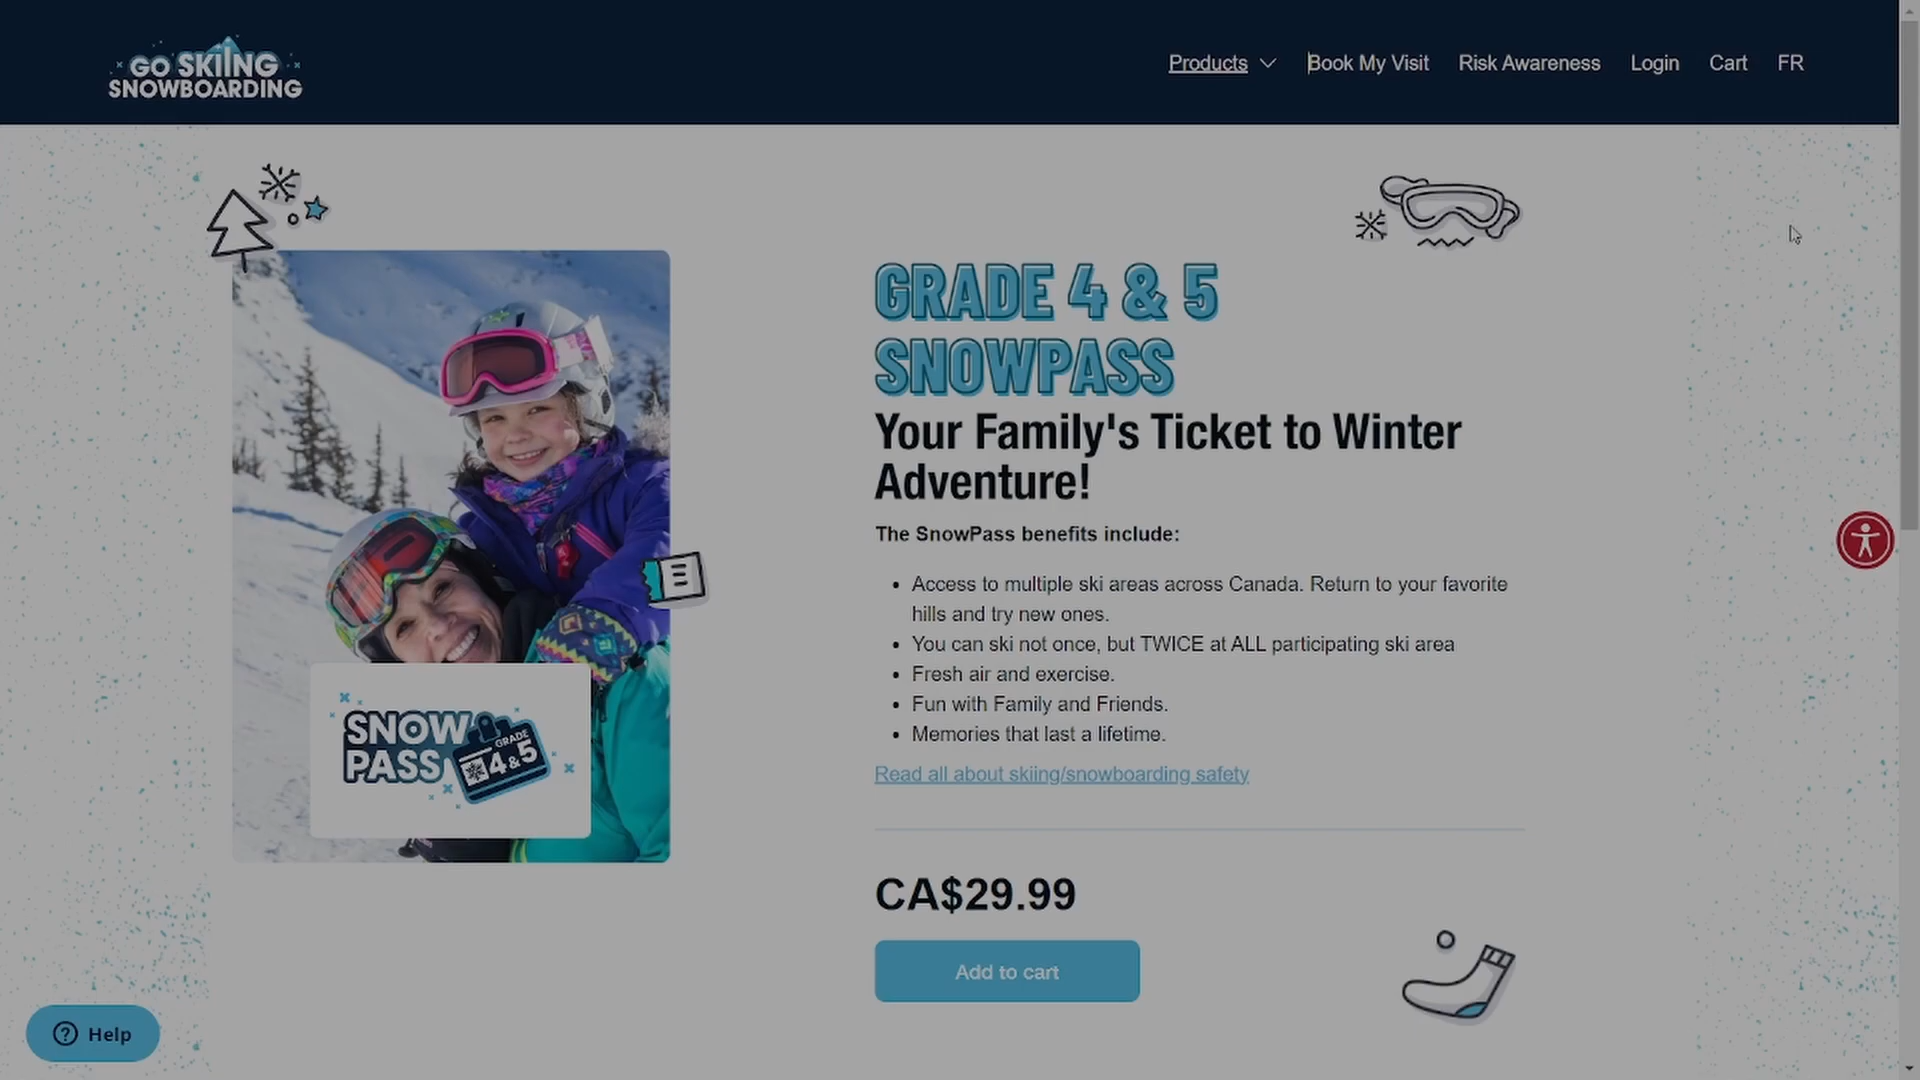 GO SKIING
SNOWBOARDING
Products
Book My Visit
Risk Awareness
Login
Cart
FR
GRADE 4 & 5
SNOWPASS
Your Family's Ticket to Winter
Adventure!
The SnowPass benefits include:
Access to multiple ski areas across Canada. Return to your favorite
hills and try new ones.
You can ski not once, but TWICE at ALL participating ski area
Fresh air and exercise.
Fun with Family and Friends.
Memories that last a lifetime.
Read all about skiing/snowboarding safety
SNOW
PASS
GRADE
4&5
CA$29.99
Add to cart
Help